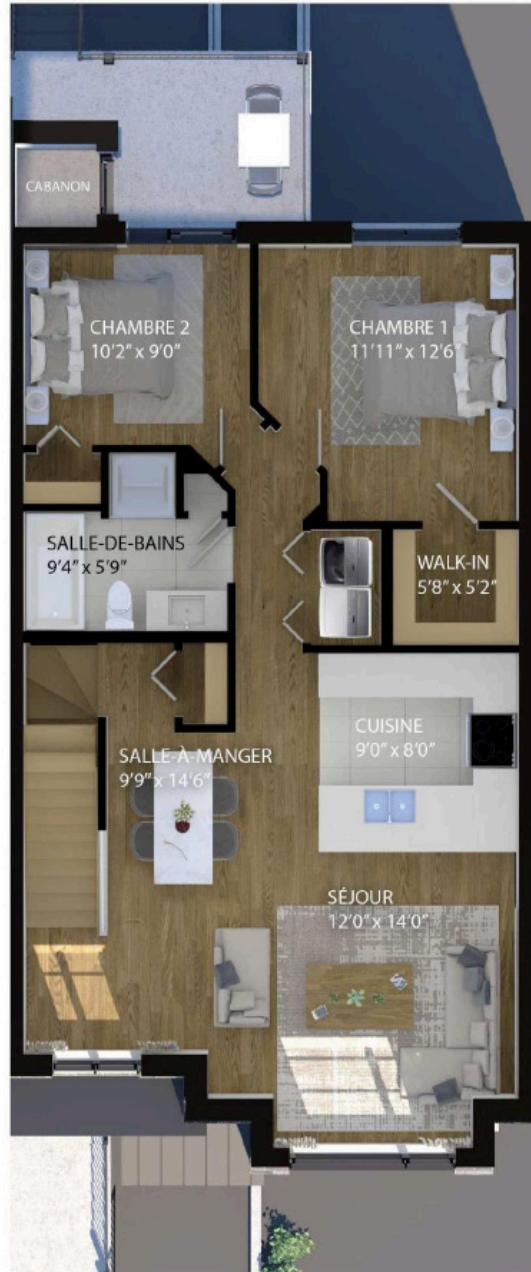 CABANON
CHAMBRE 2
10'2" x 9'0"
CHAMBRE 1
11'11" x 12'6"
SALLE-DE-BAINS
9'4" x 5'9"
WALK-IN
5'8" x 5'2"
CUISINE
9'0" x 8'0"
SALLE-À-MANGER
9'9" x 14'6"
SÉJOUR
12'0" x 14'0"